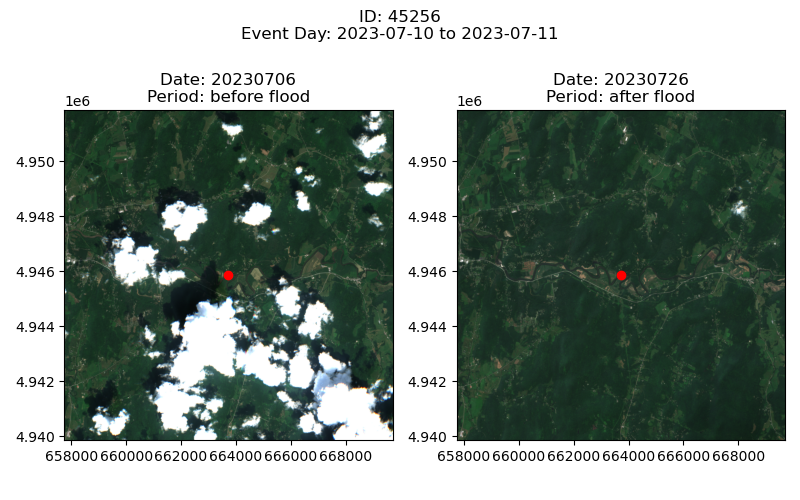 ID: 45256
Event Day: 2023-07-10 to 2023-07-11
Date: 20230706
Period: before flood
1e6
4.950
4.948
4.946
4.944
4.942
4.940
658000 660000 662000 664000 666000 668000
Date: 20230726
Period: after flood
1e6
4.950
4.948
4.946
4.944
4.942
4.940
658000 660000 662000 664000 666000 668000